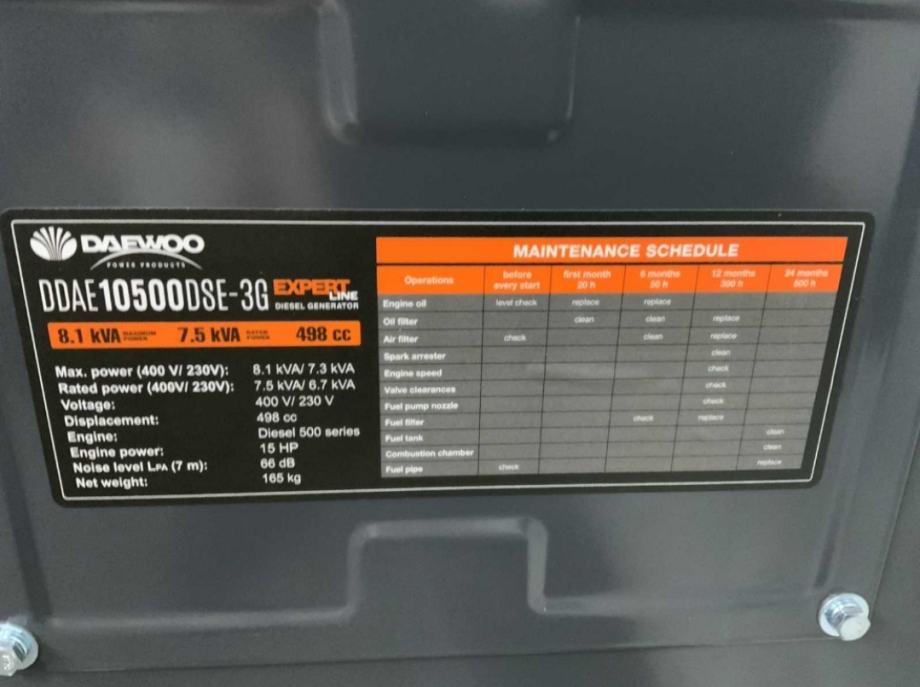 DAEWOO
POWER PRODUCTS
DDAE10500DSE-3G EXPERT LINE
DIESEL GENERATOR
8.1 kVA MAXIMUM POWER 7.5 kVA RATED POWER 498 cc
Max. power (400 V/ 230V): 8.1 kVA/ 7.3 kVA
Rated power (400V/ 230V): 7.5 kVA/ 6.7 kVA
Voltage: 400 V/ 230 V
Displacement: 498 cc
Engine: Diesel 500 series
Engine power: 15 HP
Noise level LPA (7 m): 66 dB
Net weight: 165 kg
MAINTENANCE SCHEDULE
Operations before every start first month 20 h 6 months 50 h 12 months 300 h 24 months 600 h
Engine oil level check replace replace
Oil filter clean clean replace
Air filter check clean replace
Spark arrester clean
Engine speed check
Valve clearances check
Fuel pump nozzle check
Fuel filter check replace
Fuel tank clean
Combustion chamber clean
Fuel pipe check replace